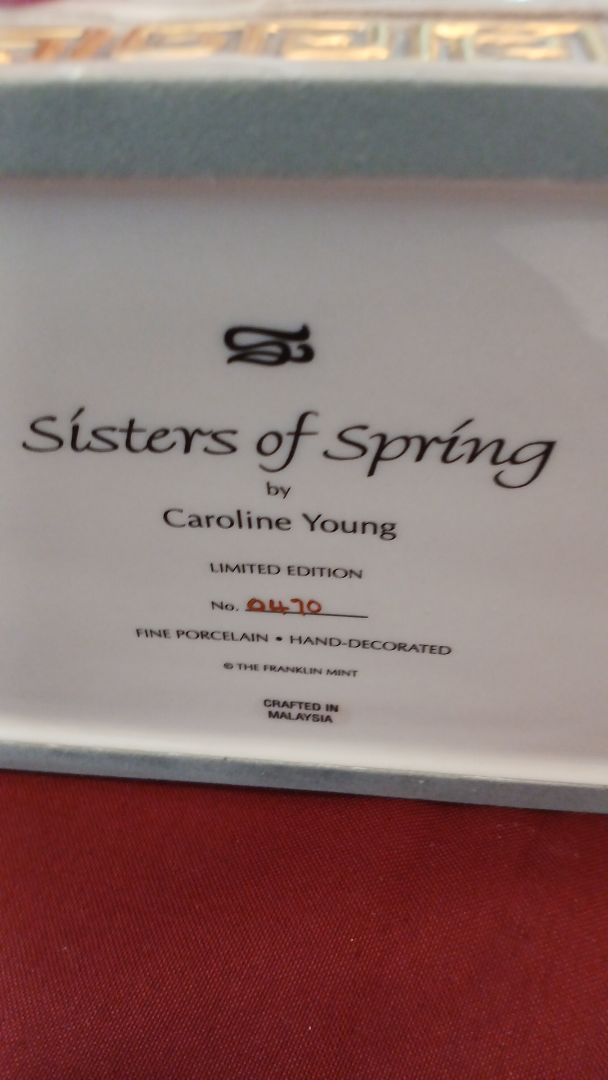 Sisters of Spring
by
Caroline Young
LIMITED EDITION
No. 0470
FINE PORCELAIN • HAND-DECORATED
© THE FRANKLIN MINT
CRAFTED IN
MALAYSIA